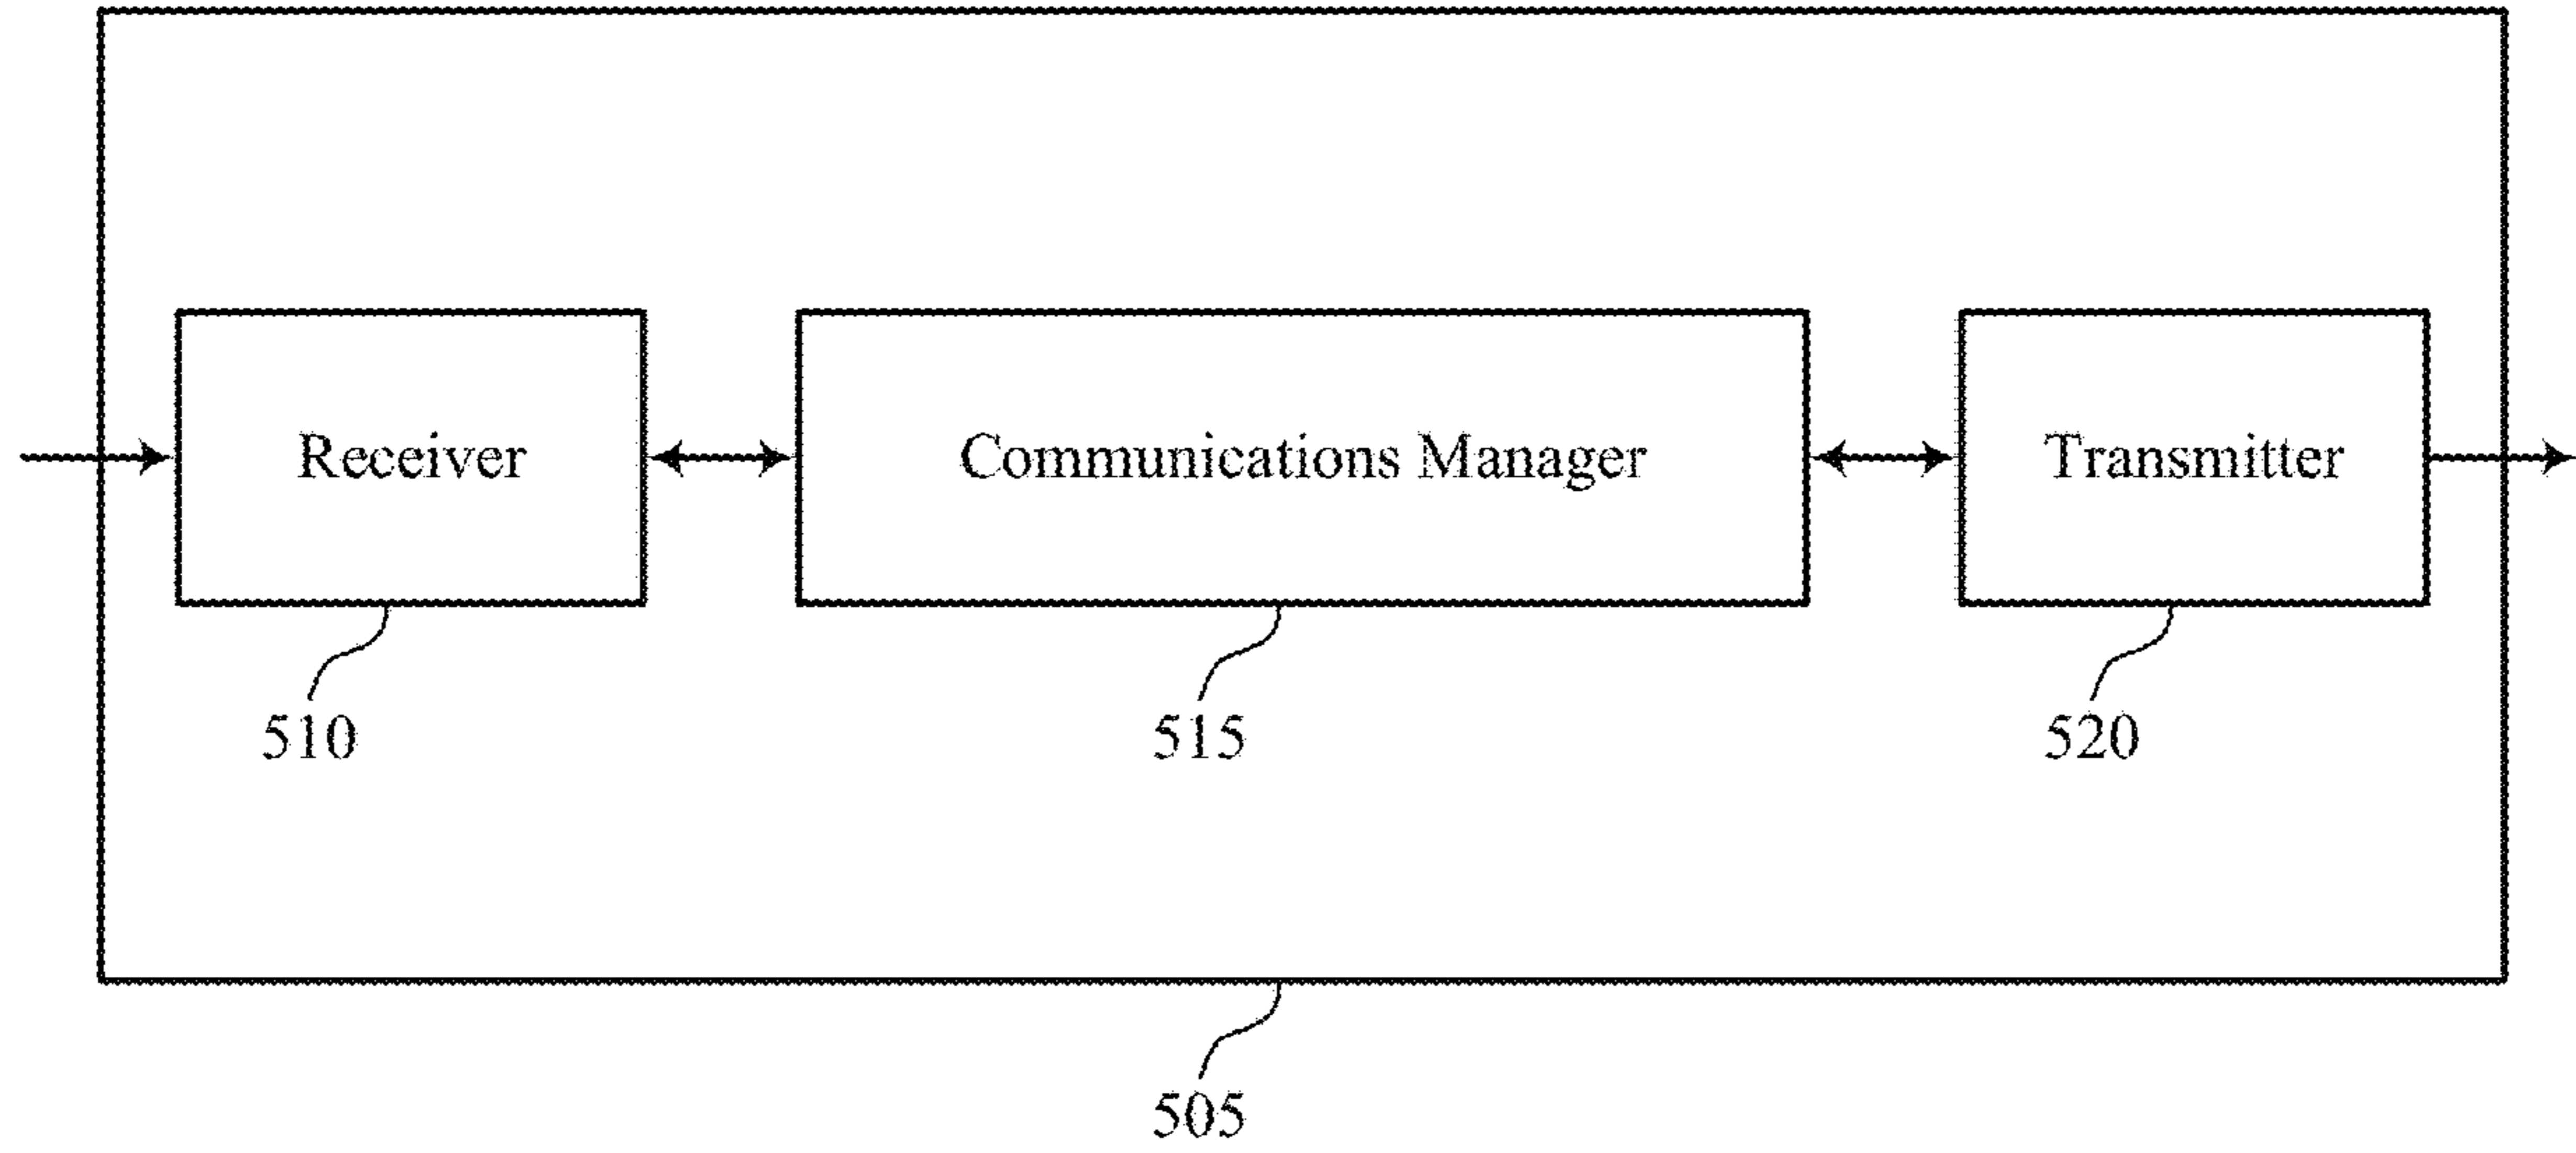 Receiver
Communications Manager
Transmitter
510
515
520
505